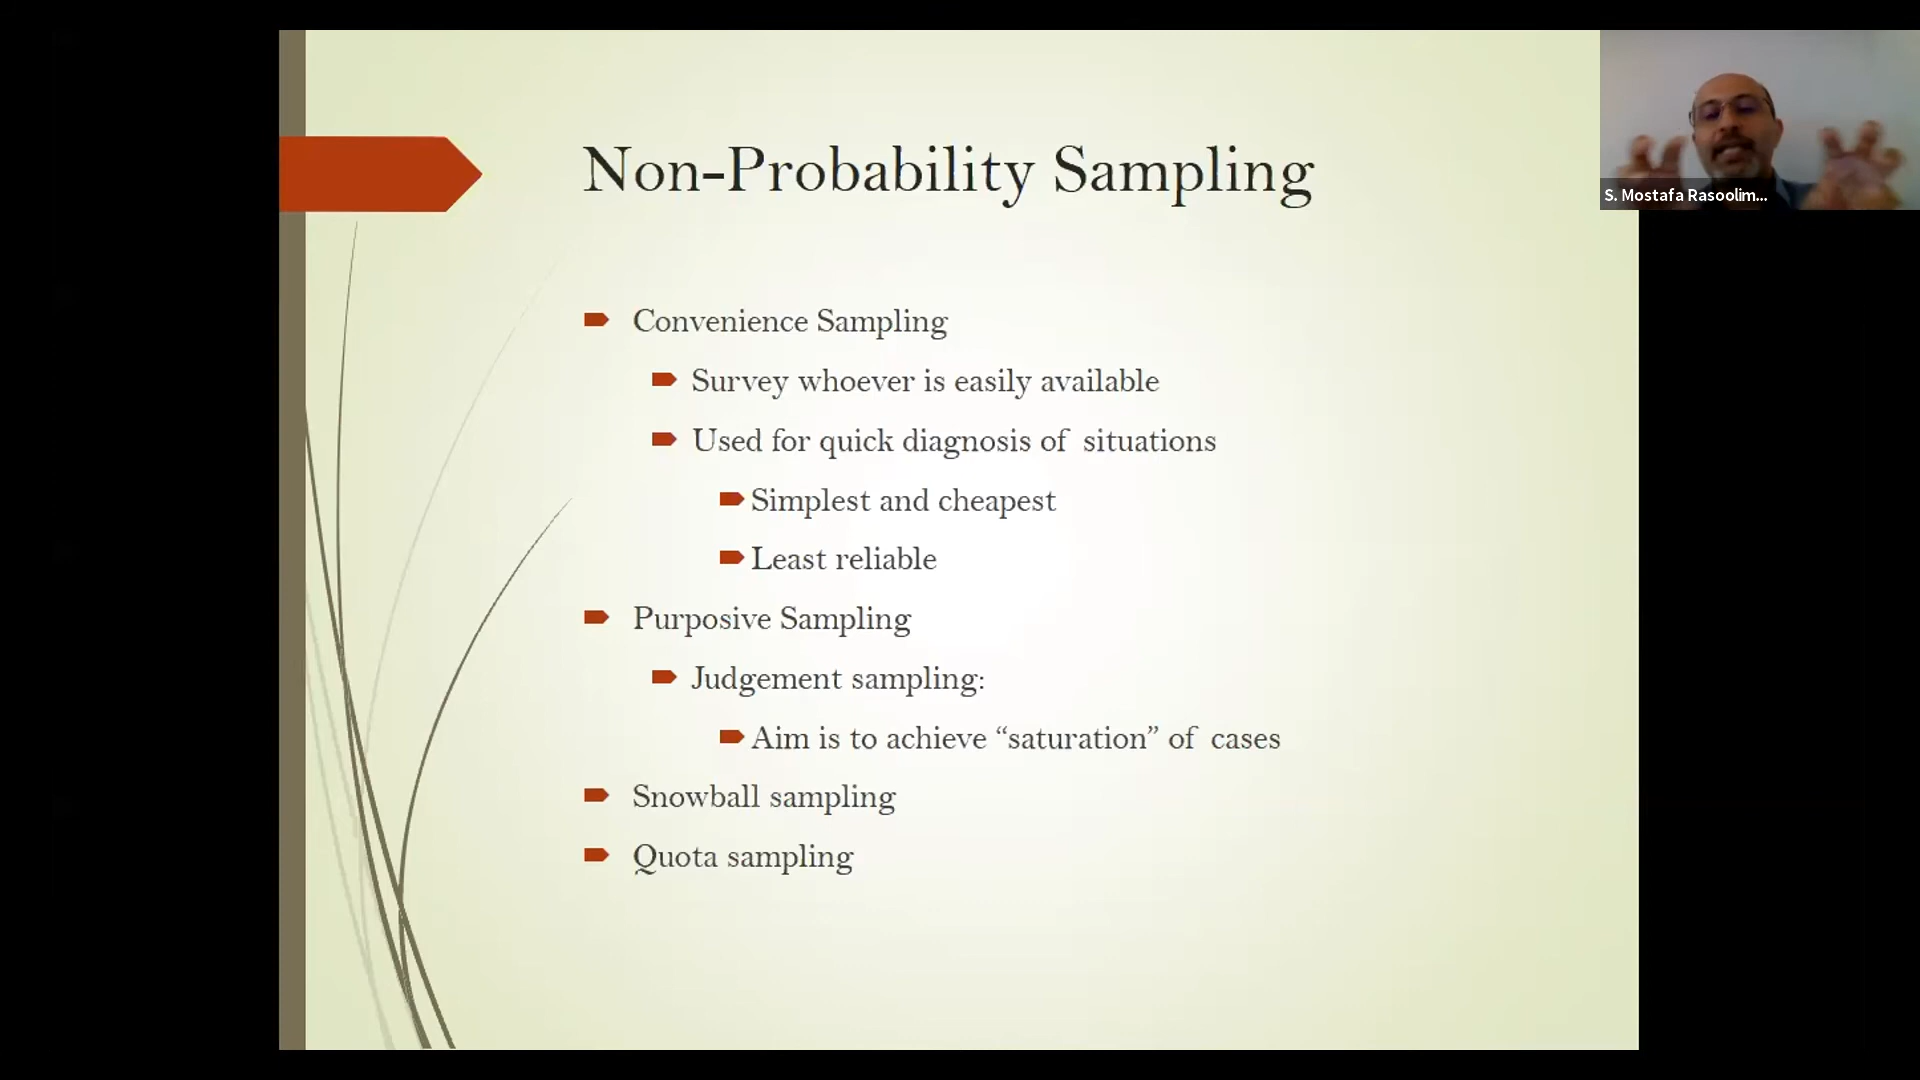 Non-Probability Sampling
S. Mostafa Rasoolim...
Convenience Sampling
Survey whoever is easily available
Used for quick diagnosis of situations
Simplest and cheapest
Least reliable
Purposive Sampling
Judgement sampling:
Aim is to achieve “saturation” of cases
Snowball sampling
Quota sampling